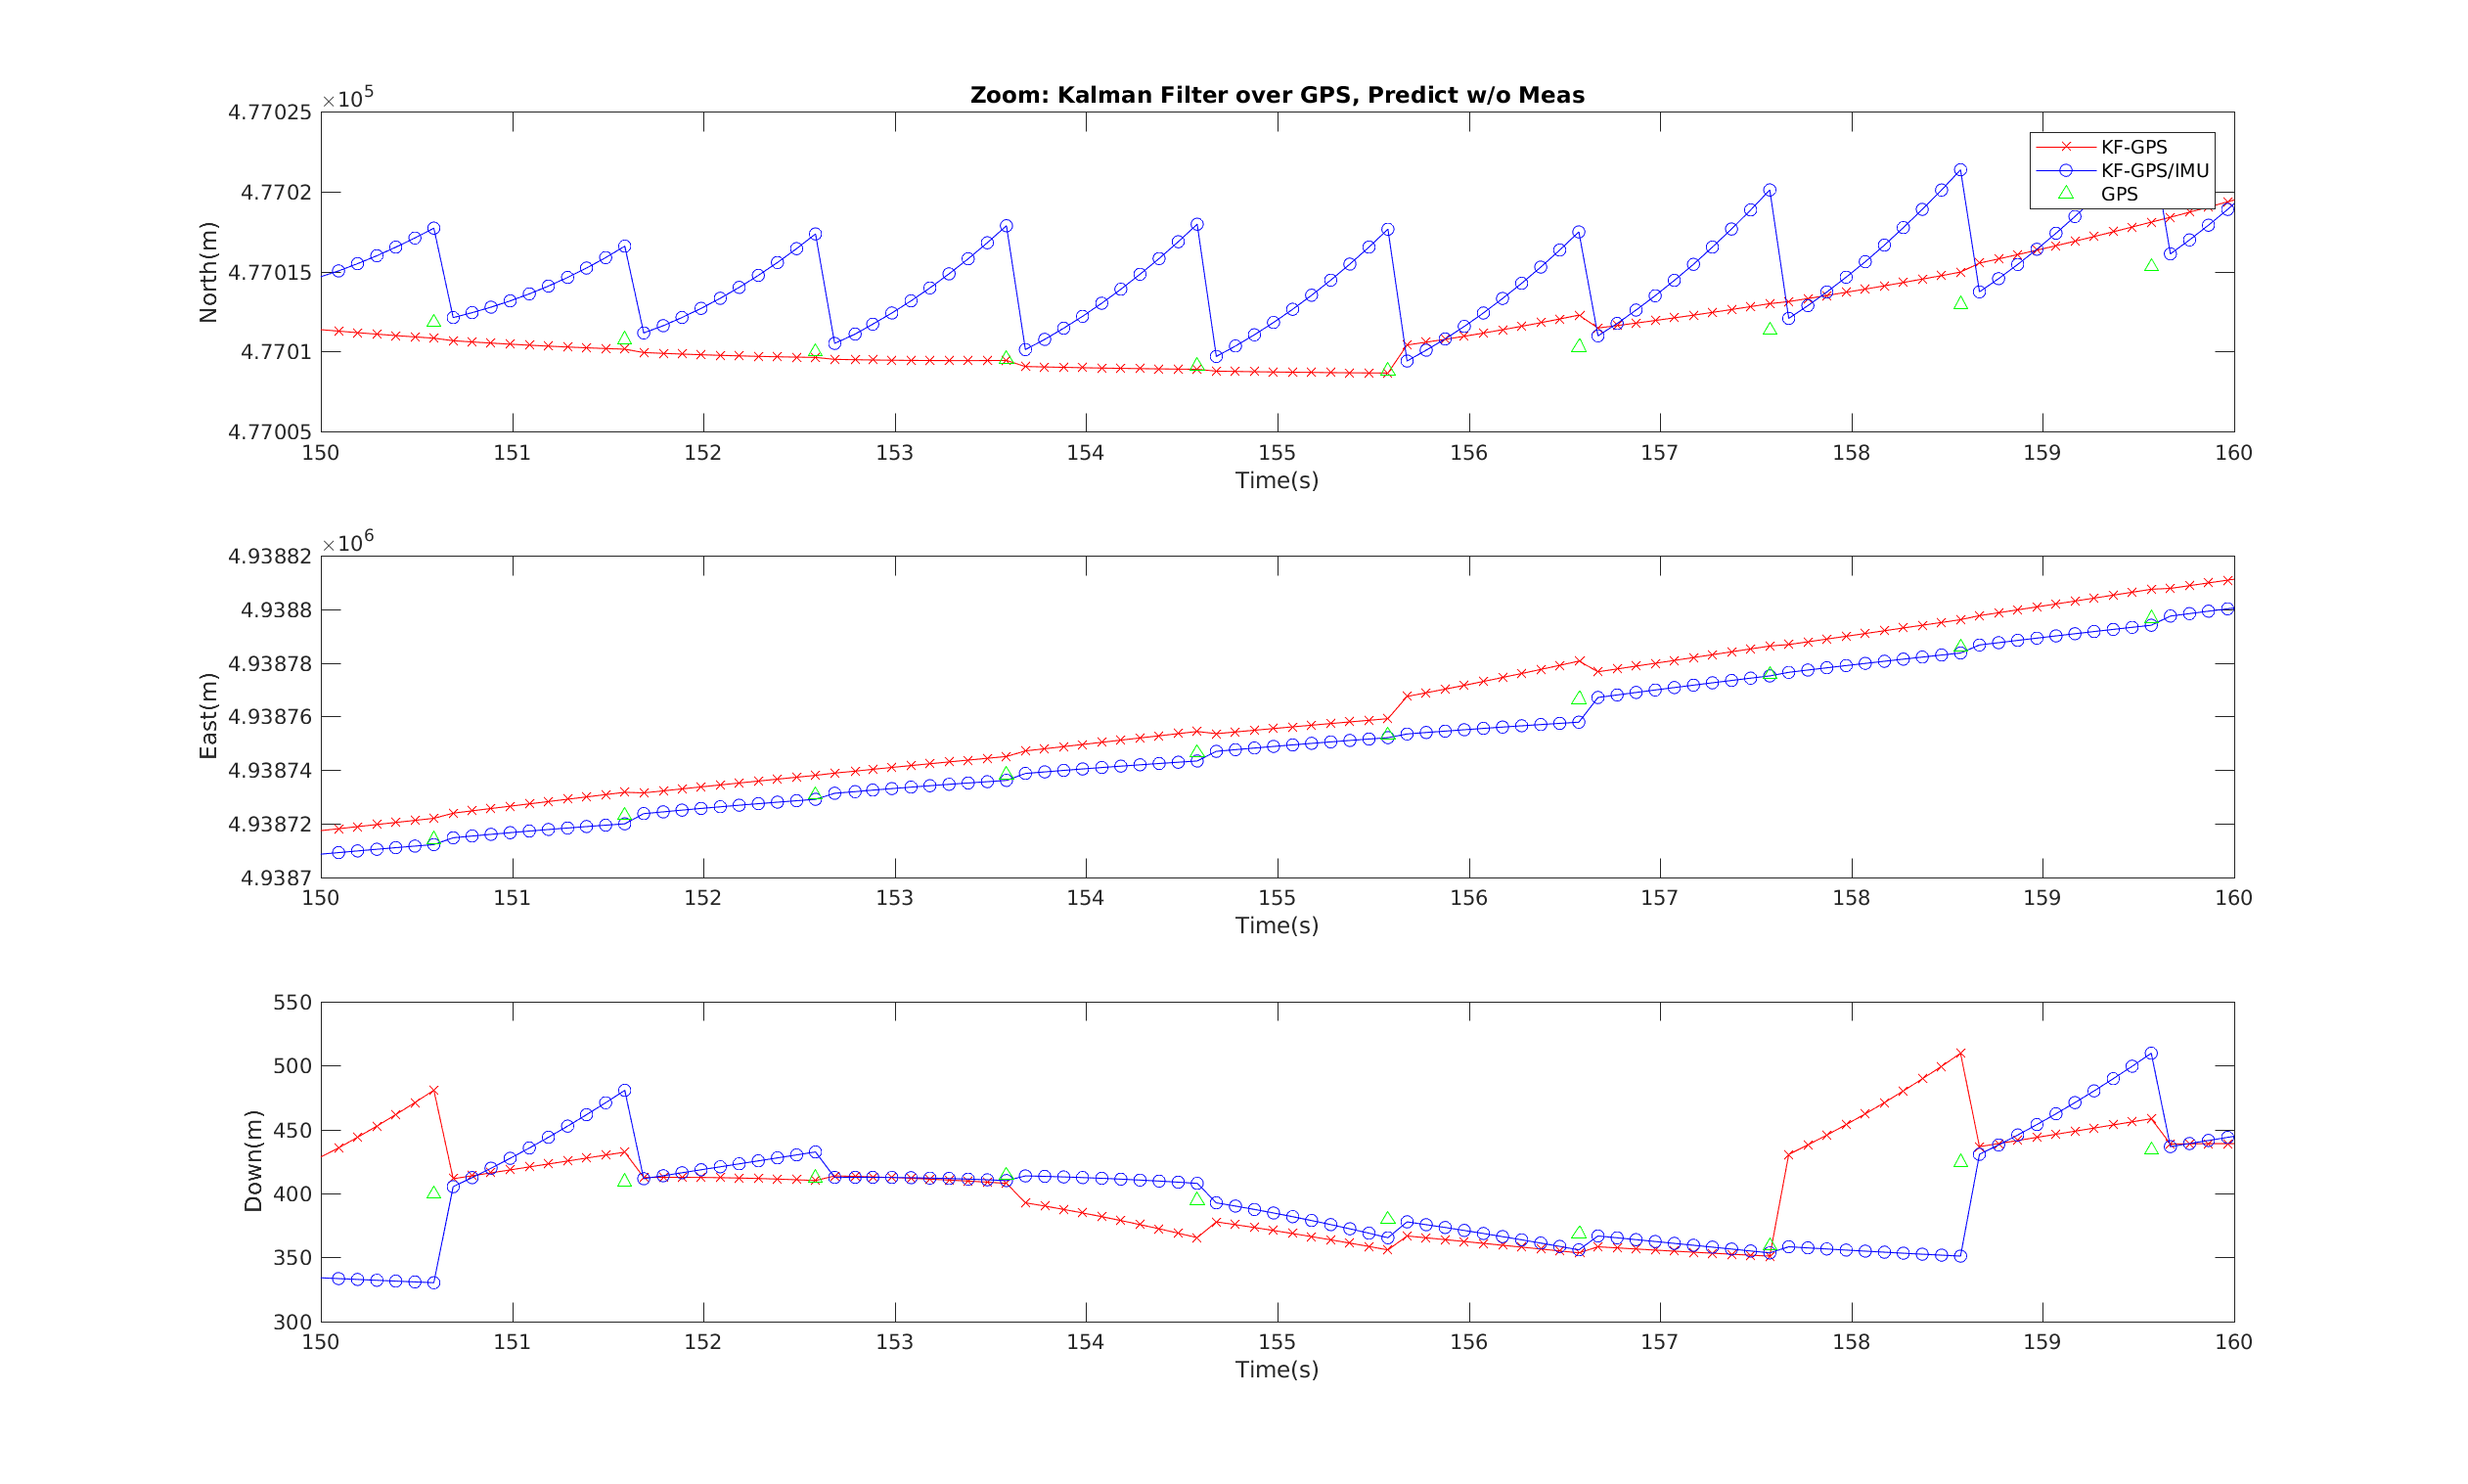 Zoom: Kalman Filter over GPS, Predict w/o Meas
×10⁵
4.77025
4.7702
4.77015
4.7701
4.77005
North(m)
KF-GPS
KF-GPS/IMU
GPS
150 151 152 153 154 155 156 157 158 159 160
Time(s)
×10⁶
4.93882
4.9388
4.93878
4.93876
4.93874
4.93872
4.9387
East(m)
150 151 152 153 154 155 156 157 158 159 160
Time(s)
550
500
450
400
350
300
Down(m)
150 151 152 153 154 155 156 157 158 159 160
Time(s)